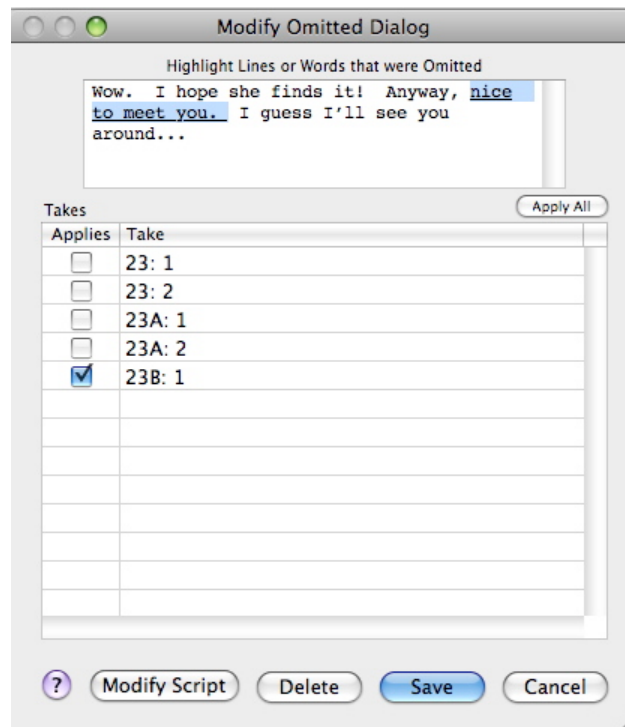 Modify Omitted Dialog
Highlight Lines or Words that were Omitted
Wow.  I hope she finds it!  Anyway, nice
to meet you.  I guess I'll see you
around...
Takes
Apply All
Applies Take
23: 1
23: 2
23A: 1
23A: 2
23B: 1
? Modify Script Delete Save Cancel